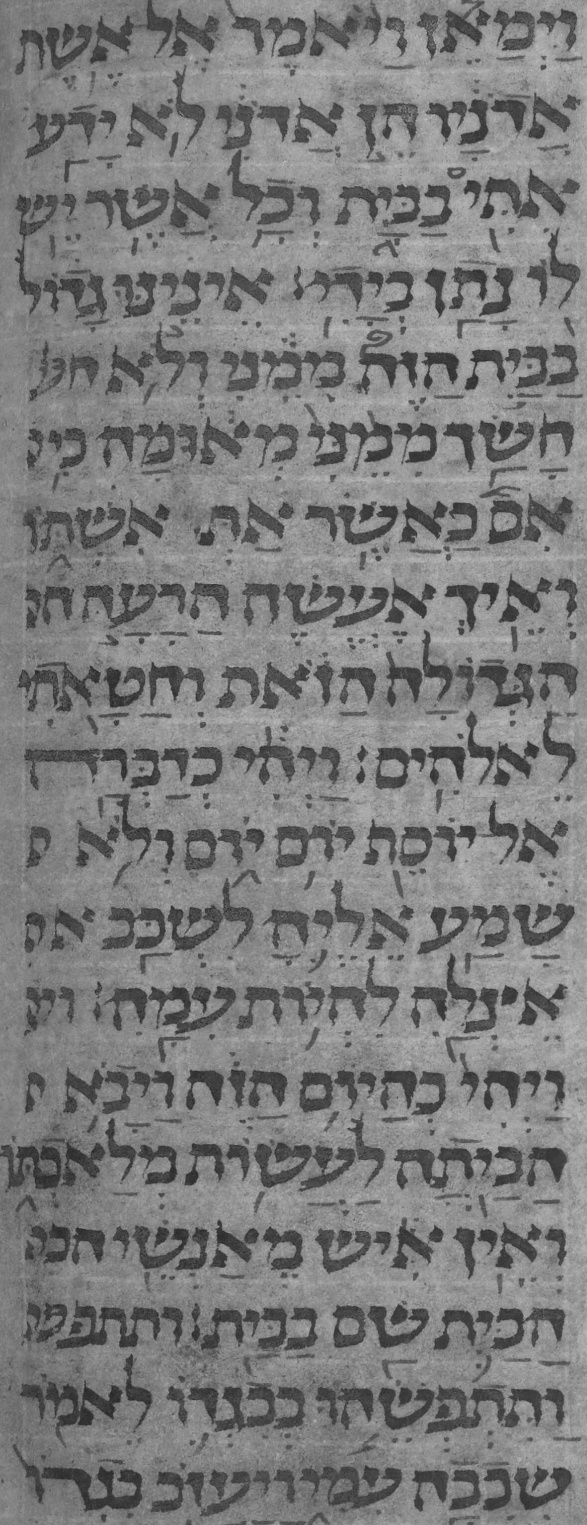 וימאן ויאמר אל אשת
אדניו הן אדני לא ידע
אתי בבית וכל אשר יש
לו נתן בידי׃ איננו גדול
בבית הזה ממני ולא
חשך ממני מאומה כי
אם כאשר את אשתו
ואיך אעשה הרעה
הגדולה הזאת וחטאתי
לאלהים׃ ויהי כדברה
אל יוסף יום יום ולא
שמע אליה לשכב
אצלה להיות עמה׃
ויהי כהיום הזה ויבא
הביתה לעשות מלאכתו
ואין איש מאנשי
הבית שם בבית׃
ותתפשהו בבגדו לאמר
שכבה עמי ויעזב בגדו